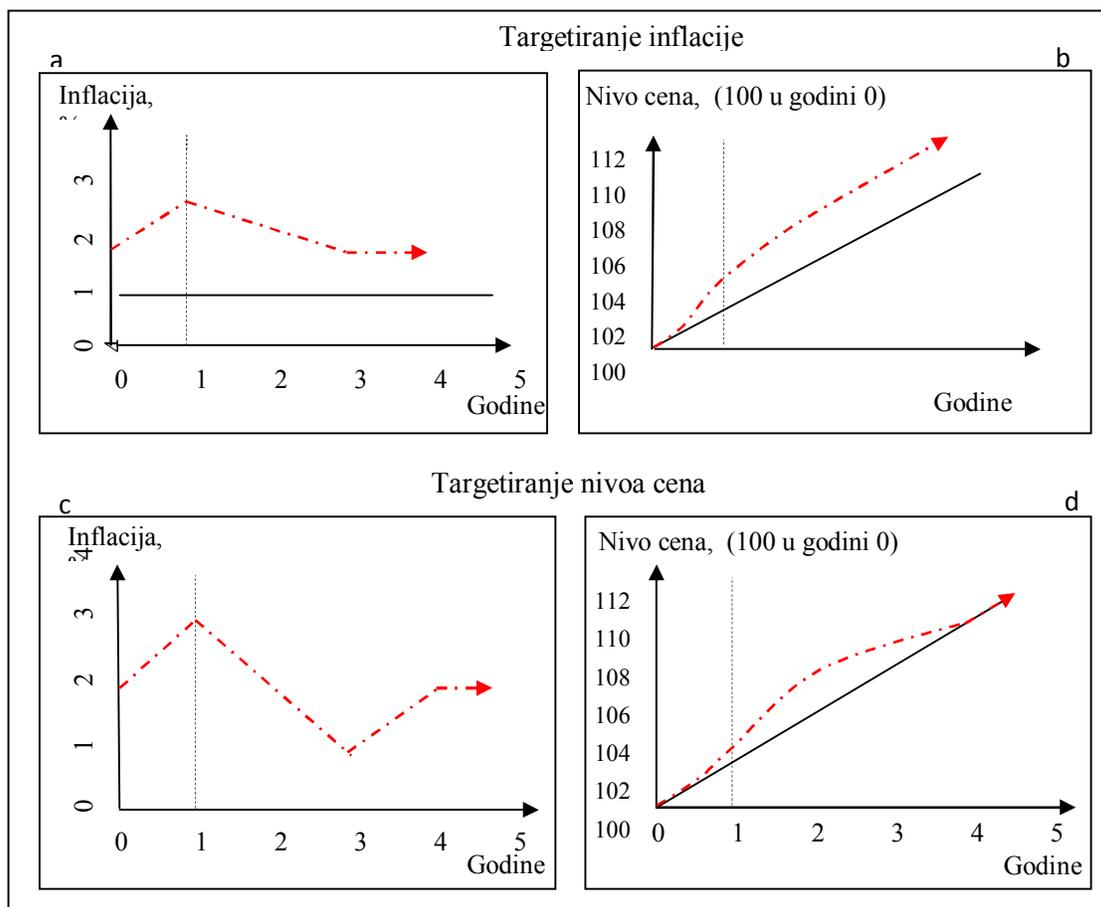 Targetiranje inflacije
a
Inflacija,
3
2
1
0
0 1 2 3 4 5
Godine
b
Nivo cena, (100 u godini 0)
112
110
108
106
104
102
100
Godine
Targetiranje nivoa cena
c
Inflacija,
4
3
2
1
0
0 1 2 3 4 5
Godine
d
Nivo cena, (100 u godini 0)
112
110
108
106
104
102
100 0 1 2 3 4 5
Godine